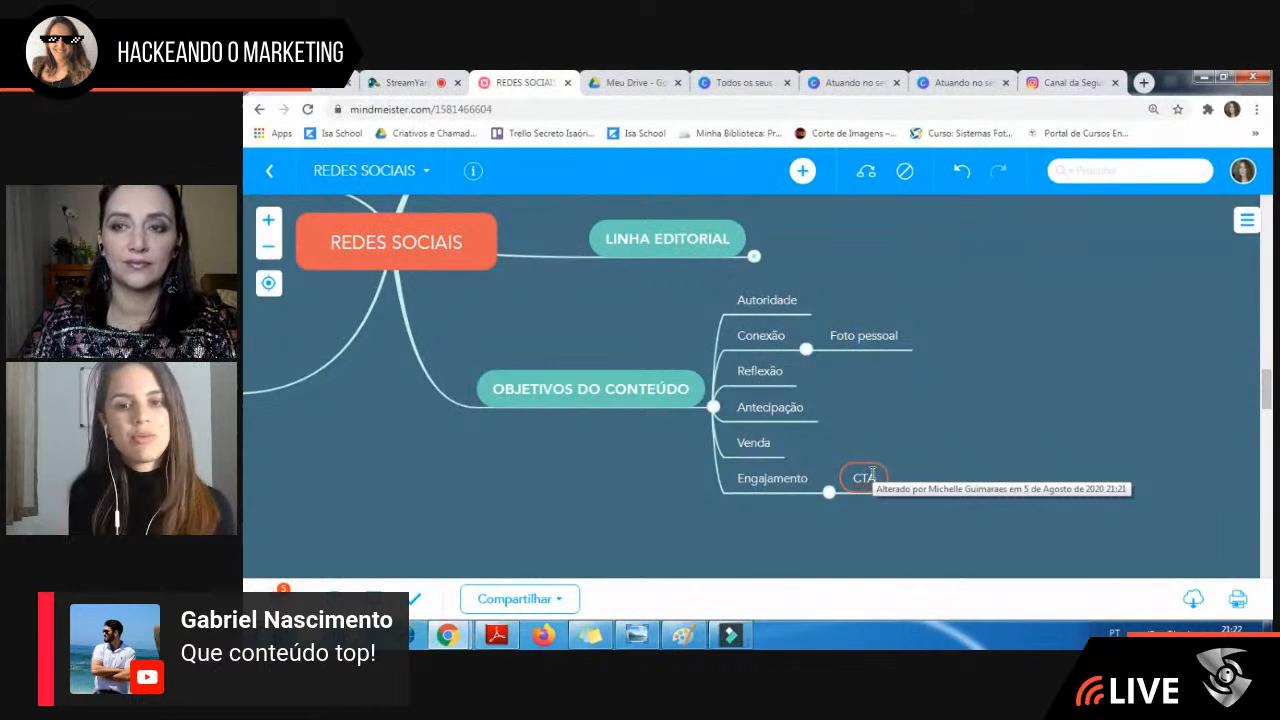 HACKEANDO O MARKETING
StreamYar
REDES SOCIAIS
Meu Drive - Go
Todos os seus
Atuando no se
Atuando no se
Canal da Segu
mindmeister.com/1581466604
Apps
Isa School
Criativos e Chamad...
Trello Secreto Isaóri...
Isa School
Minha Biblioteca: Pr...
Corte de Imagens –...
Curso: Sistemas Fot...
Portal de Cursos En...
REDES SOCIAIS
Procurar
REDES SOCIAIS
LINHA EDITORIAL
OBJETIVOS DO CONTEÚDO
Autoridade
Conexão
Foto pessoal
Reflexão
Antecipação
Venda
Engajamento
CTA
Alterado por Michelle Guimaraes em 5 de Agosto de 2020 21:21
5
Compartilhar
PT
21:22
Gabriel Nascimento
Que conteúdo top!
LIVE